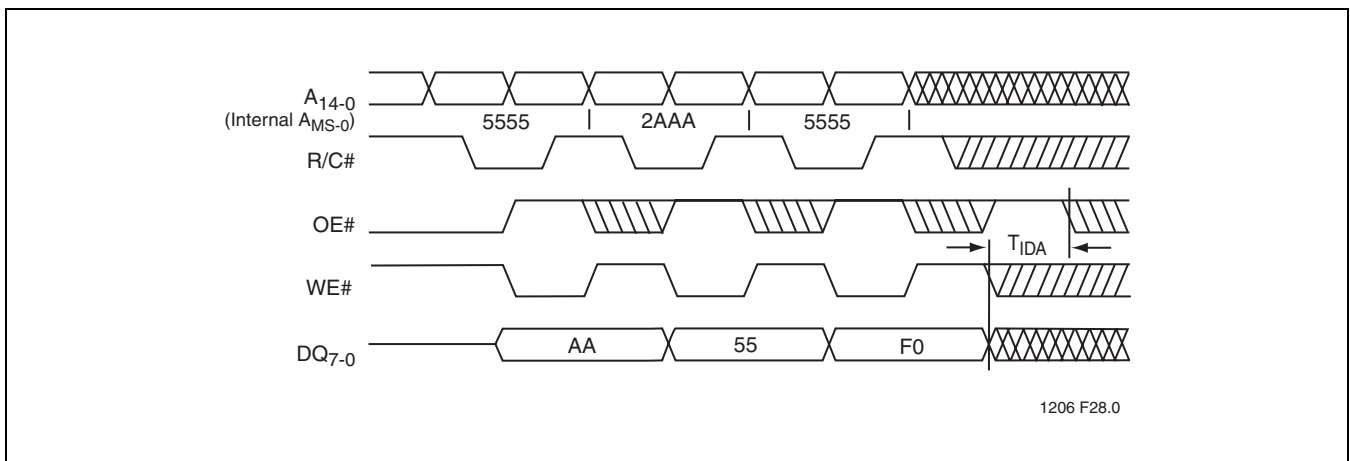 A14-0
(Internal AMS-0)
5555 | 2AAA | 5555 |
R/C#
OE#
TIDA
WE#
DQ7-0 AA 55 F0
1206 F28.0